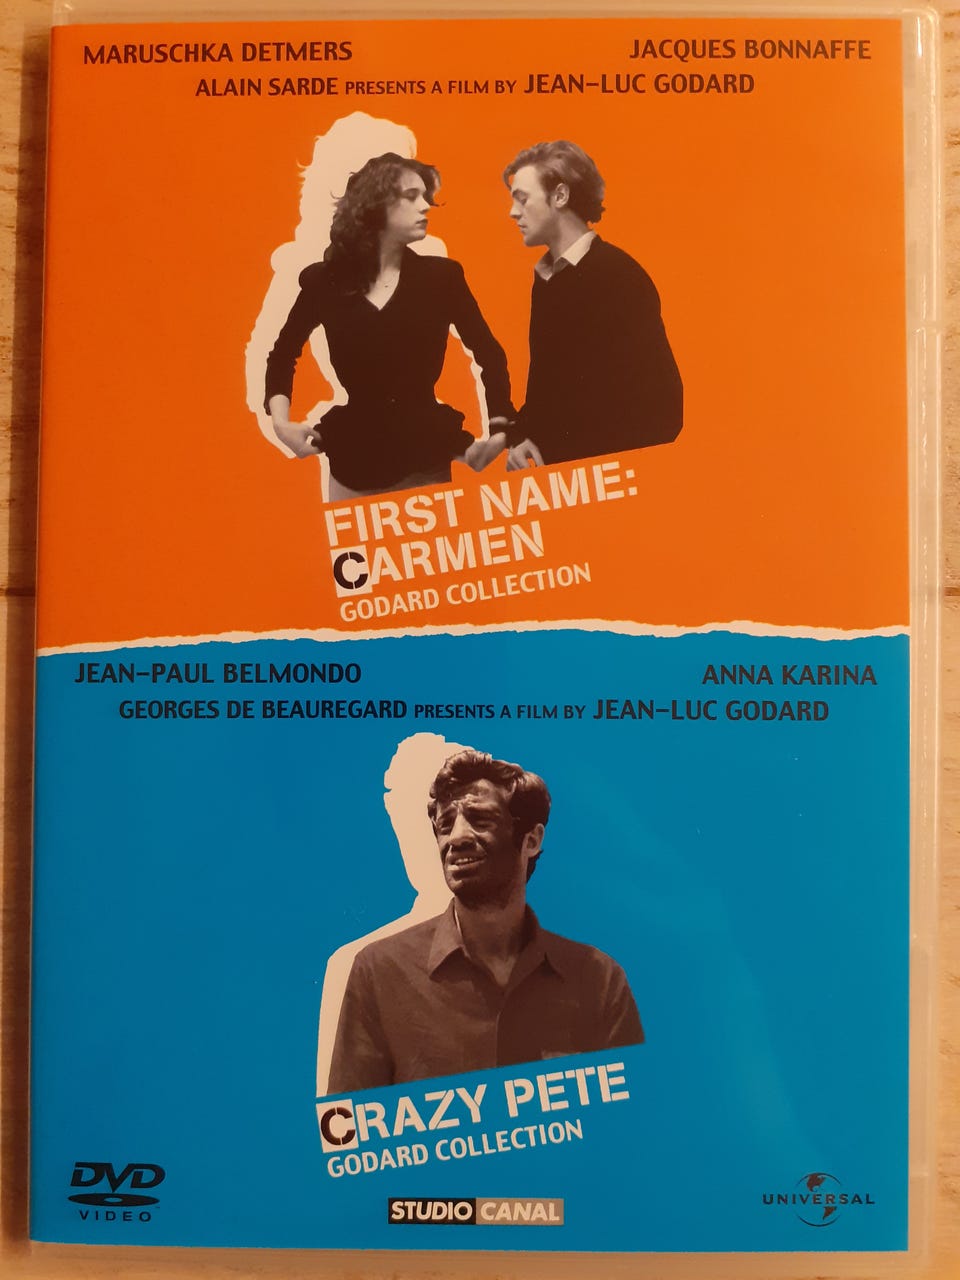 MARUSCHKA DETMERS JACQUES BONNAFFE
ALAIN SARDE PRESENTS A FILM BY JEAN-LUC GODARD
FIRST NAME:
CARMEN
GODARD COLLECTION
JEAN-PAUL BELMONDO ANNA KARINA
GEORGES DE BEAUREGARD PRESENTS A FILM BY JEAN-LUC GODARD
CRAZY PETE
GODARD COLLECTION
DVD
VIDEO
STUDIO CANAL
UNIVERSAL